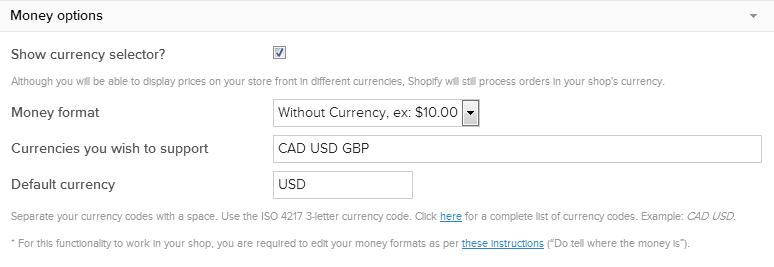 Money options
Show currency selector?
Although you will be able to display prices on your store front in different currencies, Shopify will still process orders in your shop's currency.
Money format Without Currency, ex: $10.00
Currencies you wish to support CAD USD GBP
Default currency USD
Separate your currency codes with a space. Use the ISO 4217 3-letter currency code. Click here for a complete list of currency codes. Example: CAD USD.
* For this functionality to work in your shop, you are required to edit your money formats as per these instructions (“Do tell where the money is”).